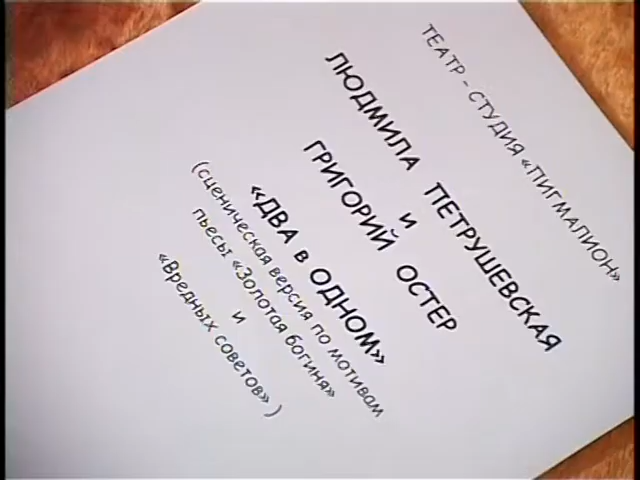 ТЕАТР - СТУДИЯ «ПИГМАЛИОН»
ЛЮДМИЛА ПЕТРУШЕВСКАЯ
и
ГРИГОРИЙ ОСТЕР
«ДВА в ОДНОМ»
(сценическая версия по мотивам
пьесы «Золотая богиня»
и
«Вредных советов» )